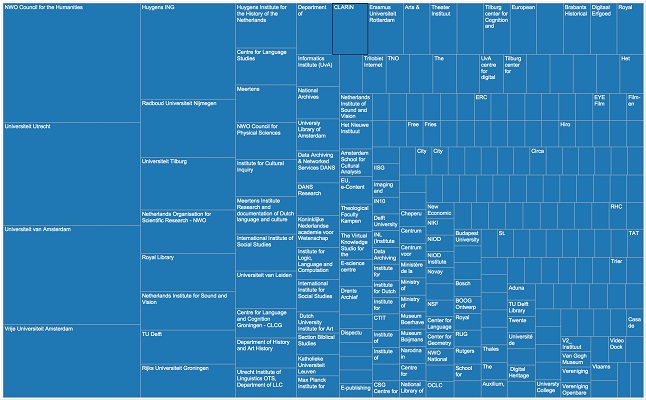 NWO Council for the Humanities
Universiteit Utrecht
Universiteit van Amsterdam
Vrije Universiteit Amsterdam
Huygens ING
Radboud Universiteit Nijmegen
Universiteit Tilburg
Netherlands Organisation for
Scientific Research - NWO
Royal Library
Netherlands Institute for Sound and
Vision
TU Delft
Rijks Universiteit Groningen
Huygens Institute for
the History of the
Netherlands
Centre for Language
Studies
Meertens
NWO Council for
Physical Sciences
Institute for Cultural
Inquiry
Meertens Institute
Research and
documentation of Dutch
language and culture
International Institute of
Social Studies
Universiteit van Leiden
Centre for Language
and Cognition
Groningen - CLCG
Department of History
and Art History
Utrecht Institute of
Linguistics OTS,
Department of LLC
Department
of
Informatics
Institute (UvA)
National
Archives
Universiy
Library of
Amsterdam
Data Archiving
& Networked
Services DANS
DANS
Research
Koninklijke
Nederlandse
academie voor
Wetenschap
Institute for
Logic,
Language and
Computation
International
Institute for
Social Studies
Dutch
University
Institute for Art
Section Biblical
Studies
Katholieke
Universiteit
Leuven
Max Planck
Institute for
CLARIN
Netherlands
Institute of
Sound and
Vision
Het Nieuwe
Instituut
Amsterdam
School for
Cultural
Analysis
EU,
e-Content
Theological
Faculty
Kampen
The Virtual
Knowledge
Studio for
the
E-science
centre
Drents
Archief
Dispectu
E-publishing
Erasmus
Universiteit
Rotterdam
Trilobiet
Internet
TNO
IISG
Imaging
and
IN10
Delft
University
INL
(Institute
Data
Archiving
Institute
for
Institute
for Dutch
Institute
for
CTIT
Institute
of
Institute
of
CSG
Centre for
Arts &
Free
City
Cheperu
Centrum
Centrum
voor
Ministère
de la
Ministry
of
Ministry
of
Museum
Boerhave
Museum
Boijmans
Narodna
in
Centre
for
National
Library of
Theater
Instituut
The
Fries
City
New
Economic
NIKI
NIOD
NIOD
Institute
Novay
NSF
Center for
Language
Center for
Geometry
NWO
National
OCLC
Budapest
University
Bosch
BOOG
Ontwerp
Royal
RUG
Rutgers
School
for
Tilburg
center for
Cognition
and
UvA
centre
for
digital
ERC
St.
Thales
The
Auxilium,
European
Tilburg
center for
Circos
Aduna
TU Delft
Library
Twente
Université
de
Digital
Heritage
University
College
Brabants
Historical
Hiro
V2_
Instituut
Van Gogh
Museum
Vereniging
Vereniging
Openbare
Digitaal
Erfgoed
EYE
Film
RHC
Trier
Video
Dock
Vlaams
Royal
Het
Film-
en
TAT
Casa
de